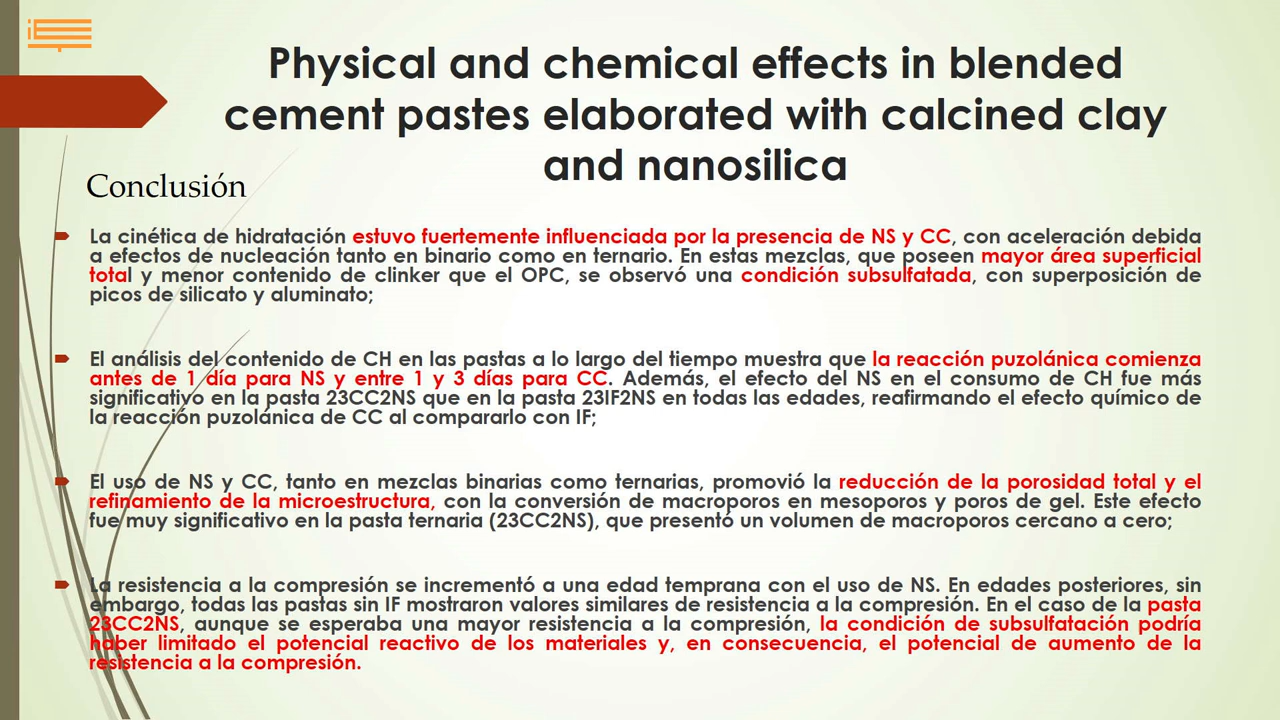 Physical and chemical effects in blended
cement pastes elaborated with calcined clay
and nanosilica
Conclusión
La cinética de hidratación estuvo fuertemente influenciada por la presencia de NS y CC, con aceleración debida
a efectos de nucleación tanto en binario como en ternario. En estas mezclas, que poseen mayor área superficial
total y menor contenido de clinker que el OPC, se observó una condición subsulfatada, con superposición de
picos de silicato y aluminato;
El análisis del contenido de CH en las pastas a lo largo del tiempo muestra que la reacción puzolánica comienza
antes de 1 día para NS y entre 1 y 3 días para CC. Además, el efecto del NS en el consumo de CH fue más
significativo en la pasta 23CC2NS que en la pasta 23IF2NS en todas las edades, reafirmando el efecto químico de
la reacción puzolánica de CC al compararlo con IF;
El uso de NS y CC, tanto en mezclas binarias como ternarias, promovió la reducción de la porosidad total y el
refinamiento de la microestructura, con la conversión de macroporos en mesoporos y poros de gel. Este efecto
fue muy significativo en la pasta ternaria (23CC2NS), que presentó un volumen de macroporos cercano a cero;
La resistencia a la compresión se incrementó a una edad temprana con el uso de NS. En edades posteriores, sin
embargo, todas las pastas sin IF mostraron valores similares de resistencia a la compresión. En el caso de la pasta
23CC2NS, aunque se esperaba una mayor resistencia a la compresión, la condición de subsulfatación podría
haber limitado el potencial reactivo de los materiales y, en consecuencia, el potencial de aumento de la
resistencia a la compresión.